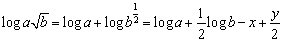 log a√b = log a + log b^(1/2) = log a + 1/2 log b − x + y/2